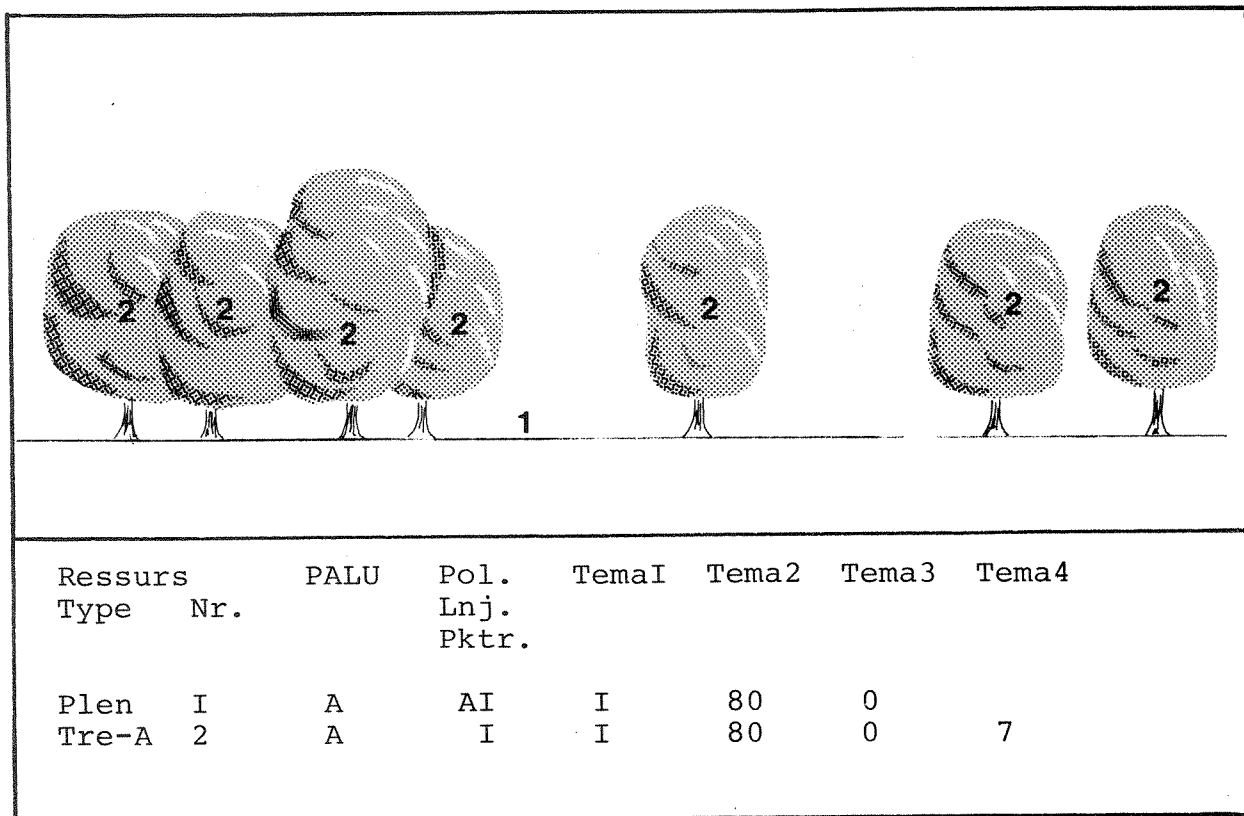 2 2 2 2 2 2 2
1
Ressurs PALU Pol. TemaI Tema2 Tema3 Tema4
Type Nr. Lnj.
Pktr.
Plen I A AI I 80 0
Tre-A 2 A I I 80 0 7